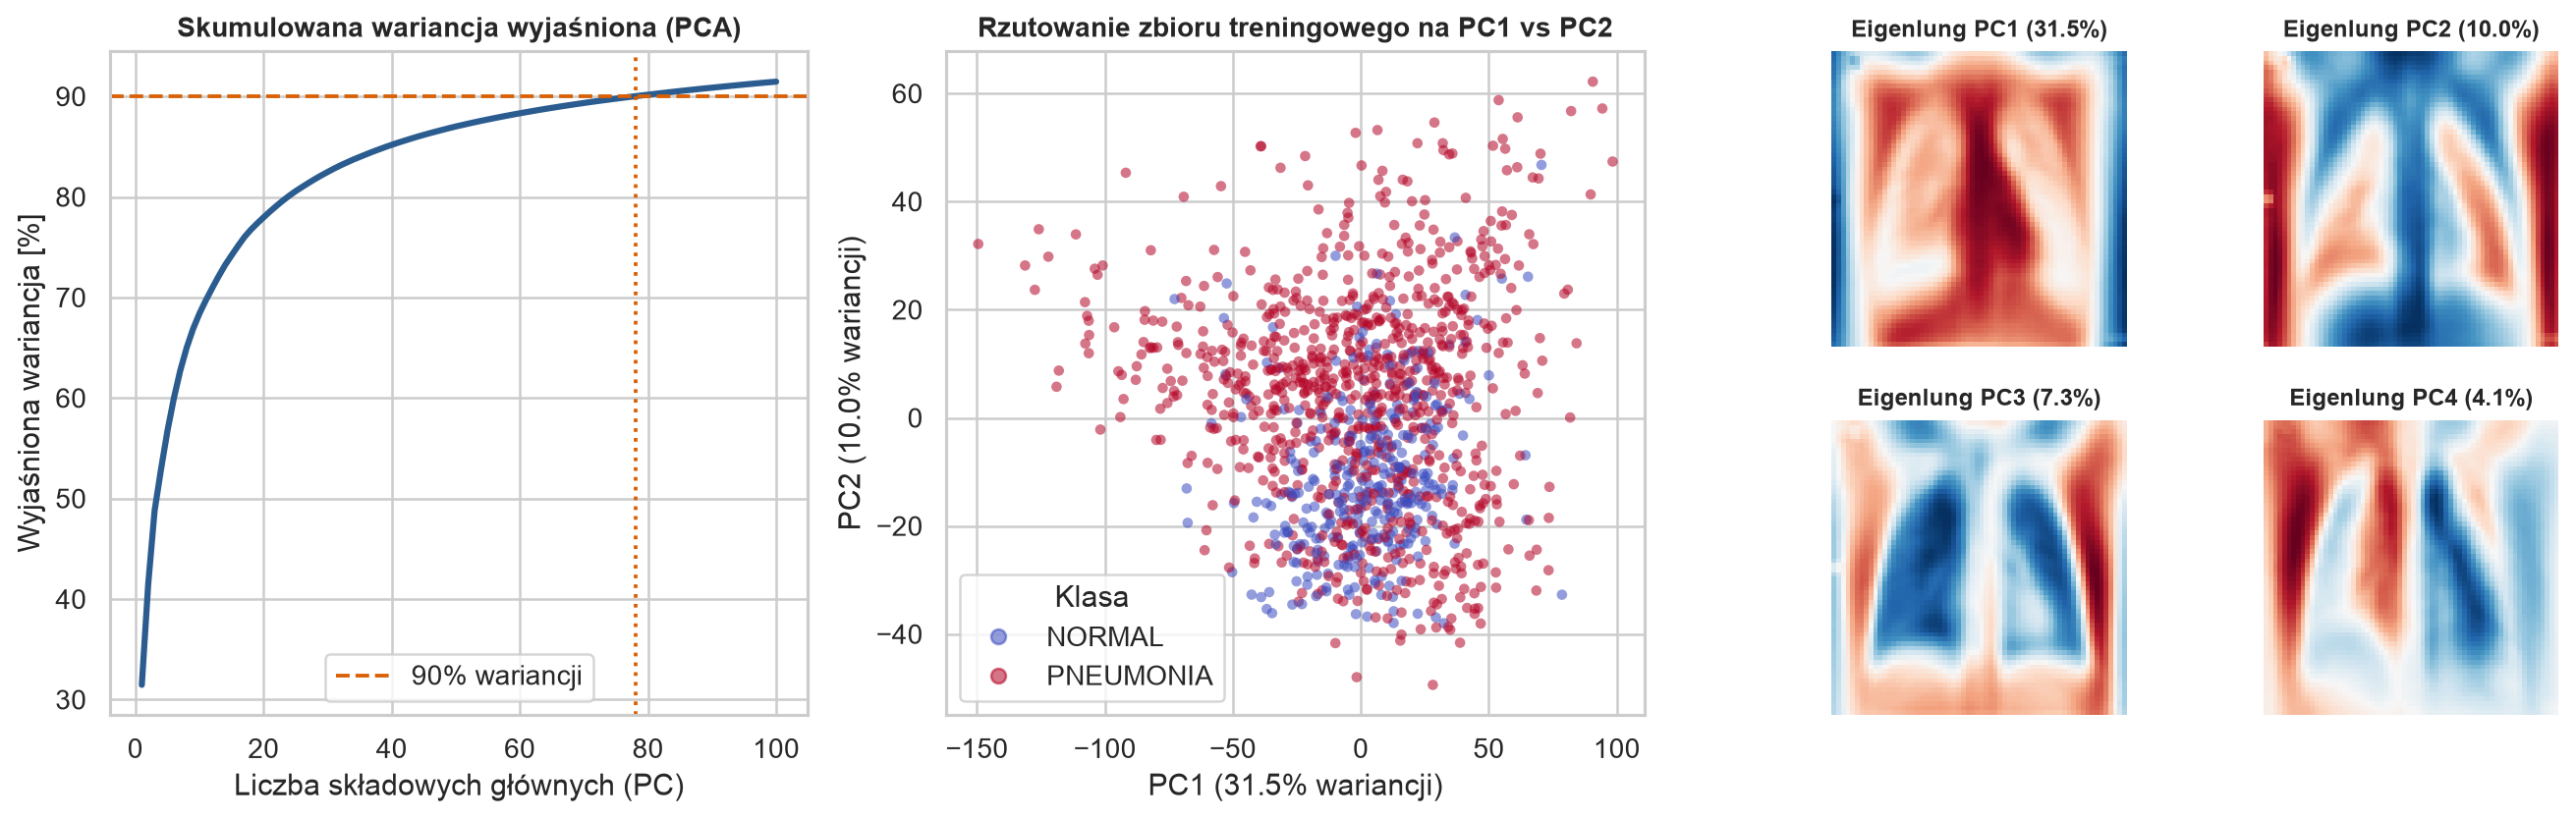 Skumulowana wariancja wyjaśniona (PCA)
Wyjaśniona wariancja [%]
90
80
70
60
50
40
30
90% wariancji
0 20 40 60 80 100
Liczba składowych głównych (PC)
Rzutowanie zbioru treningowego na PC1 vs PC2
PC2 (10.0% wariancji)
60
40
20
0
−20
−40
Klasa
NORMAL
PNEUMONIA
−150 −100 −50 0 50 100
PC1 (31.5% wariancji)
Eigenlung PC1 (31.5%)
Eigenlung PC2 (10.0%)
Eigenlung PC3 (7.3%)
Eigenlung PC4 (4.1%)